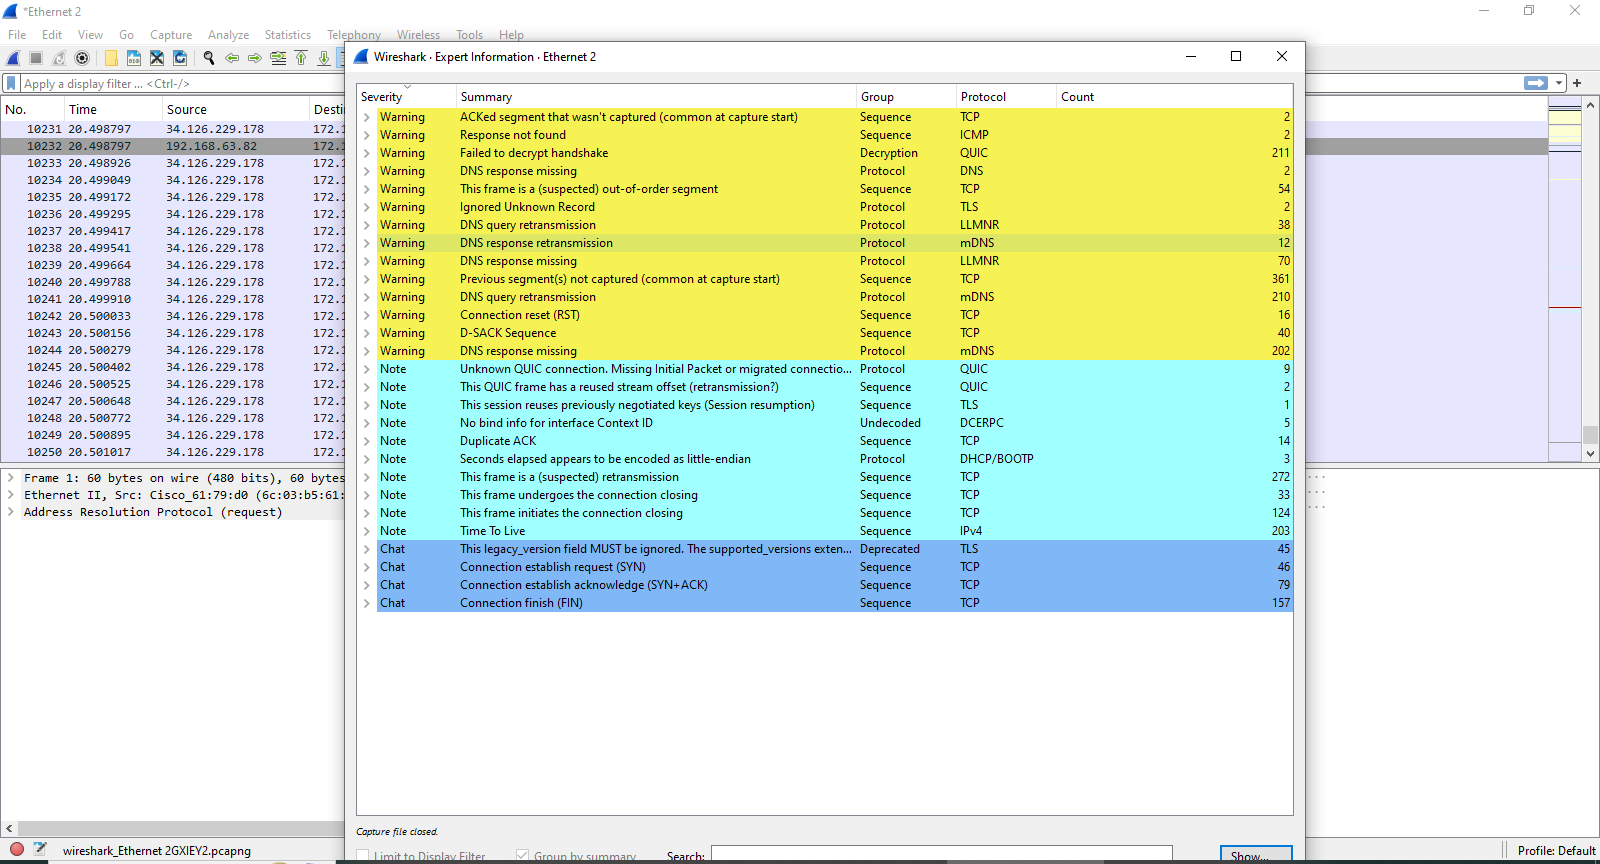 *Ethernet 2
File Edit View Go Capture Analyze Statistics Telephony Wireless Tools Help
Wireshark · Expert Information · Ethernet 2
Apply a display filter ... <Ctrl-/>
No. Time Source Desti
10231 20.498797 34.126.229.178 172.1
10232 20.498797 192.168.63.82 172.1
10233 20.498926 34.126.229.178 172.1
10234 20.499049 34.126.229.178 172.1
10235 20.499172 34.126.229.178 172.1
10236 20.499295 34.126.229.178 172.1
10237 20.499417 34.126.229.178 172.1
10238 20.499541 34.126.229.178 172.1
10239 20.499664 34.126.229.178 172.1
10240 20.499788 34.126.229.178 172.1
10241 20.499910 34.126.229.178 172.1
10242 20.500033 34.126.229.178 172.1
10243 20.500156 34.126.229.178 172.1
10244 20.500279 34.126.229.178 172.1
10245 20.500402 34.126.229.178 172.1
10246 20.500525 34.126.229.178 172.1
10247 20.500648 34.126.229.178 172.1
10248 20.500772 34.126.229.178 172.1
10249 20.500895 34.126.229.178 172.1
10250 20.501017 34.126.229.178 172.1
Frame 1: 60 bytes on wire (480 bits), 60 bytes
Ethernet II, Src: Cisco_61:79:d0 (6c:03:b5:61:
Address Resolution Protocol (request)
Severity Summary Group Protocol Count
Warning ACKed segment that wasn't captured (common at capture start) Sequence TCP 2
Warning Response not found Sequence ICMP 2
Warning Failed to decrypt handshake Decryption QUIC 211
Warning DNS response missing Protocol DNS 2
Warning This frame is a (suspected) out-of-order segment Sequence TCP 54
Warning Ignored Unknown Record Protocol TLS 2
Warning DNS query retransmission Protocol LLMNR 38
Warning DNS response retransmission Protocol mDNS 12
Warning DNS response missing Protocol LLMNR 70
Warning Previous segment(s) not captured (common at capture start) Sequence TCP 361
Warning DNS query retransmission Protocol mDNS 210
Warning Connection reset (RST) Sequence TCP 16
Warning D-SACK Sequence Sequence TCP 40
Warning DNS response missing Protocol mDNS 202
Note Unknown QUIC connection. Missing Initial Packet or migrated connectio... Protocol QUIC 9
Note This QUIC frame has a reused stream offset (retransmission?) Sequence QUIC 2
Note This session reuses previously negotiated keys (Session resumption) Sequence TLS 1
Note No bind info for interface Context ID Undecoded DCERPC 5
Note Duplicate ACK Sequence TCP 14
Note Seconds elapsed appears to be encoded as little-endian Protocol DHCP/BOOTP 3
Note This frame is a (suspected) retransmission Sequence TCP 272
Note This frame undergoes the connection closing Sequence TCP 33
Note This frame initiates the connection closing Sequence TCP 124
Note Time To Live Sequence IPv4 203
Chat This legacy_version field MUST be ignored. The supported_versions exten... Deprecated TLS 45
Chat Connection establish request (SYN) Sequence TCP 46
Chat Connection establish acknowledge (SYN+ACK) Sequence TCP 79
Chat Connection finish (FIN) Sequence TCP 157
Capture file closed.
Limit to Display Filter Group by summary Search: Show...
wireshark_Ethernet 2GXIEY2.pcapng
Profile: Default